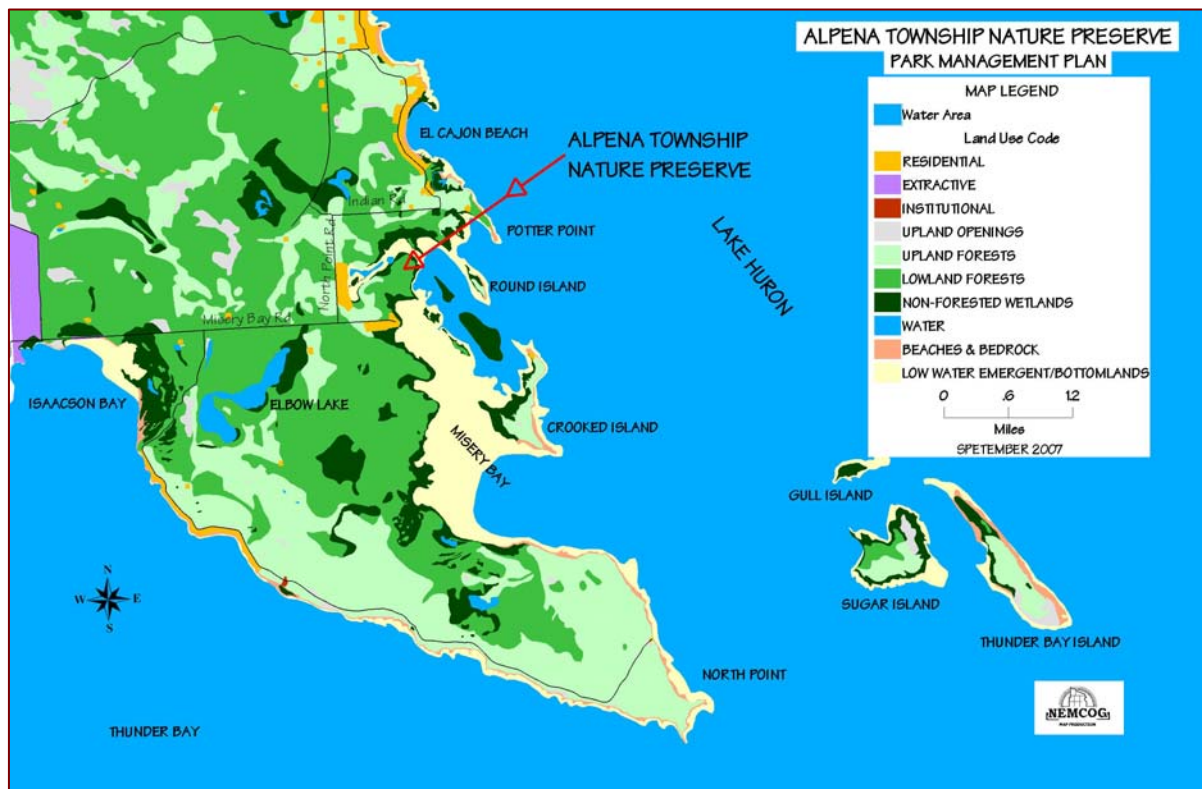 ALPENA TOWNSHIP NATURE PRESERVE
PARK MANAGEMENT PLAN
MAP LEGEND
Water Area
Land Use Code
RESIDENTIAL
EXTRACTIVE
INSTITUTIONAL
UPLAND OPENINGS
UPLAND FORESTS
LOWLAND FORESTS
NON-FORESTED WETLANDS
WATER
BEACHES & BEDROCK
LOW WATER EMERGENT/BOTTOMLANDS
0 .6 1.2
Miles
SPETEMBER 2007
EL CAJON BEACH
ALPENA TOWNSHIP
NATURE PRESERVE
Indian Rd
POTTER POINT
LAKE HURON
North Point Rd
ROUND ISLAND
Misery Bay Rd
ISAACSON BAY
ELBOW LAKE
MISERY BAY
CROOKED ISLAND
GULL ISLAND
SUGAR ISLAND
THUNDER BAY ISLAND
N
W E
S
NORTH POINT
THUNDER BAY
NEMCOG
MAP PRODUCTION